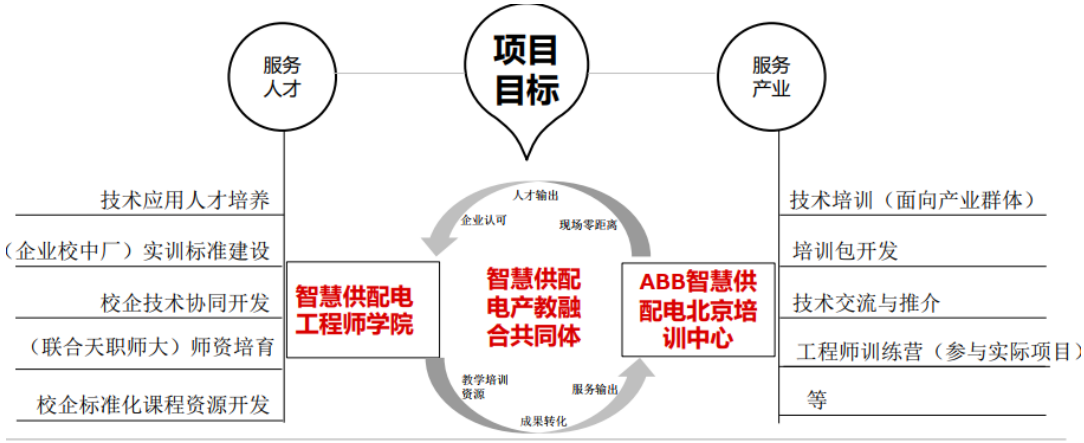 项目
目标
服务
人才
服务
产业
技术应用人才培养
（企业校中厂）实训标准建设
校企技术协同开发
（联合天职师大）师资培育
校企标准化课程资源开发
人才输出
企业认可
现场零距离
智慧供配电
工程师学院
智慧供配
电产教融
合共同体
ABB智慧供
配电北京培
训中心
教学培训
资源
服务输出
成果转化
技术培训（面向产业群体）
培训包开发
技术交流与推介
工程师训练营（参与实际项目）
等